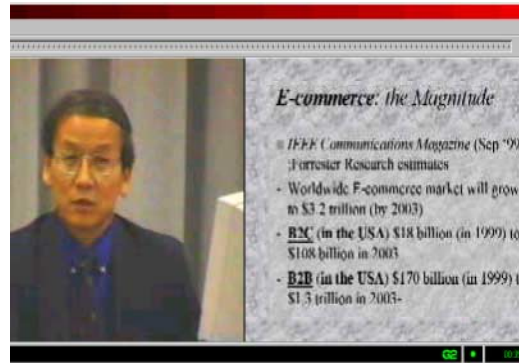 E-commerce: the Magnitude
IEEE Communications Magazine (Sep '99)
:Forrester Research estimates
- Worldwide E-commerce market will grow
to $3.2 trillion (by 2003)
- B2C (in the USA) $18 billion (in 1999) to
$108 billion in 2003
- B2B (in the USA) $170 billion (in 1999) t
$1.3 trillion in 2003-
G2